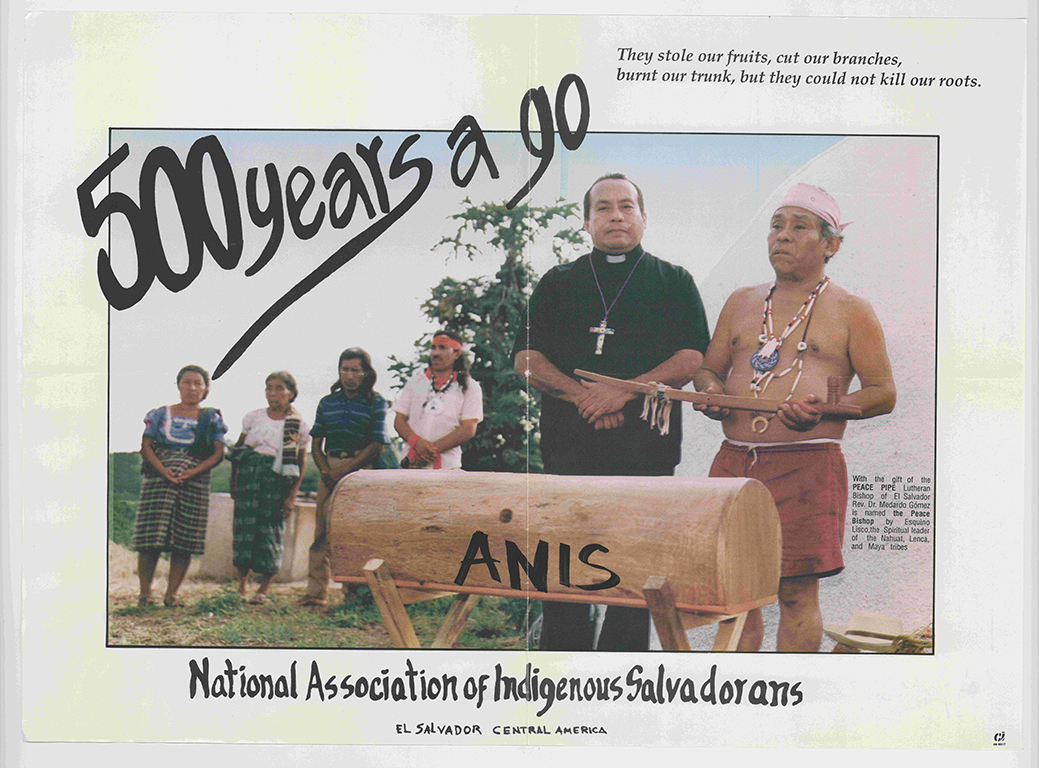 They stole our fruits, cut our branches,
burnt our trunk, but they could not kill our roots.
500 years a go
With the gift of the
PEACE PIPE Lutheran
Bishop of El Salvador
Rev. Dr. Medardo Gómez
is named the Peace
Bishop by Esquino
Lisco,the Spiritual leader
of the Nahuat, Lenca,
and Maya tribes
ANIS
National Association of Indigenous Salvadorans
EL SALVADOR CENTRAL AMERICA